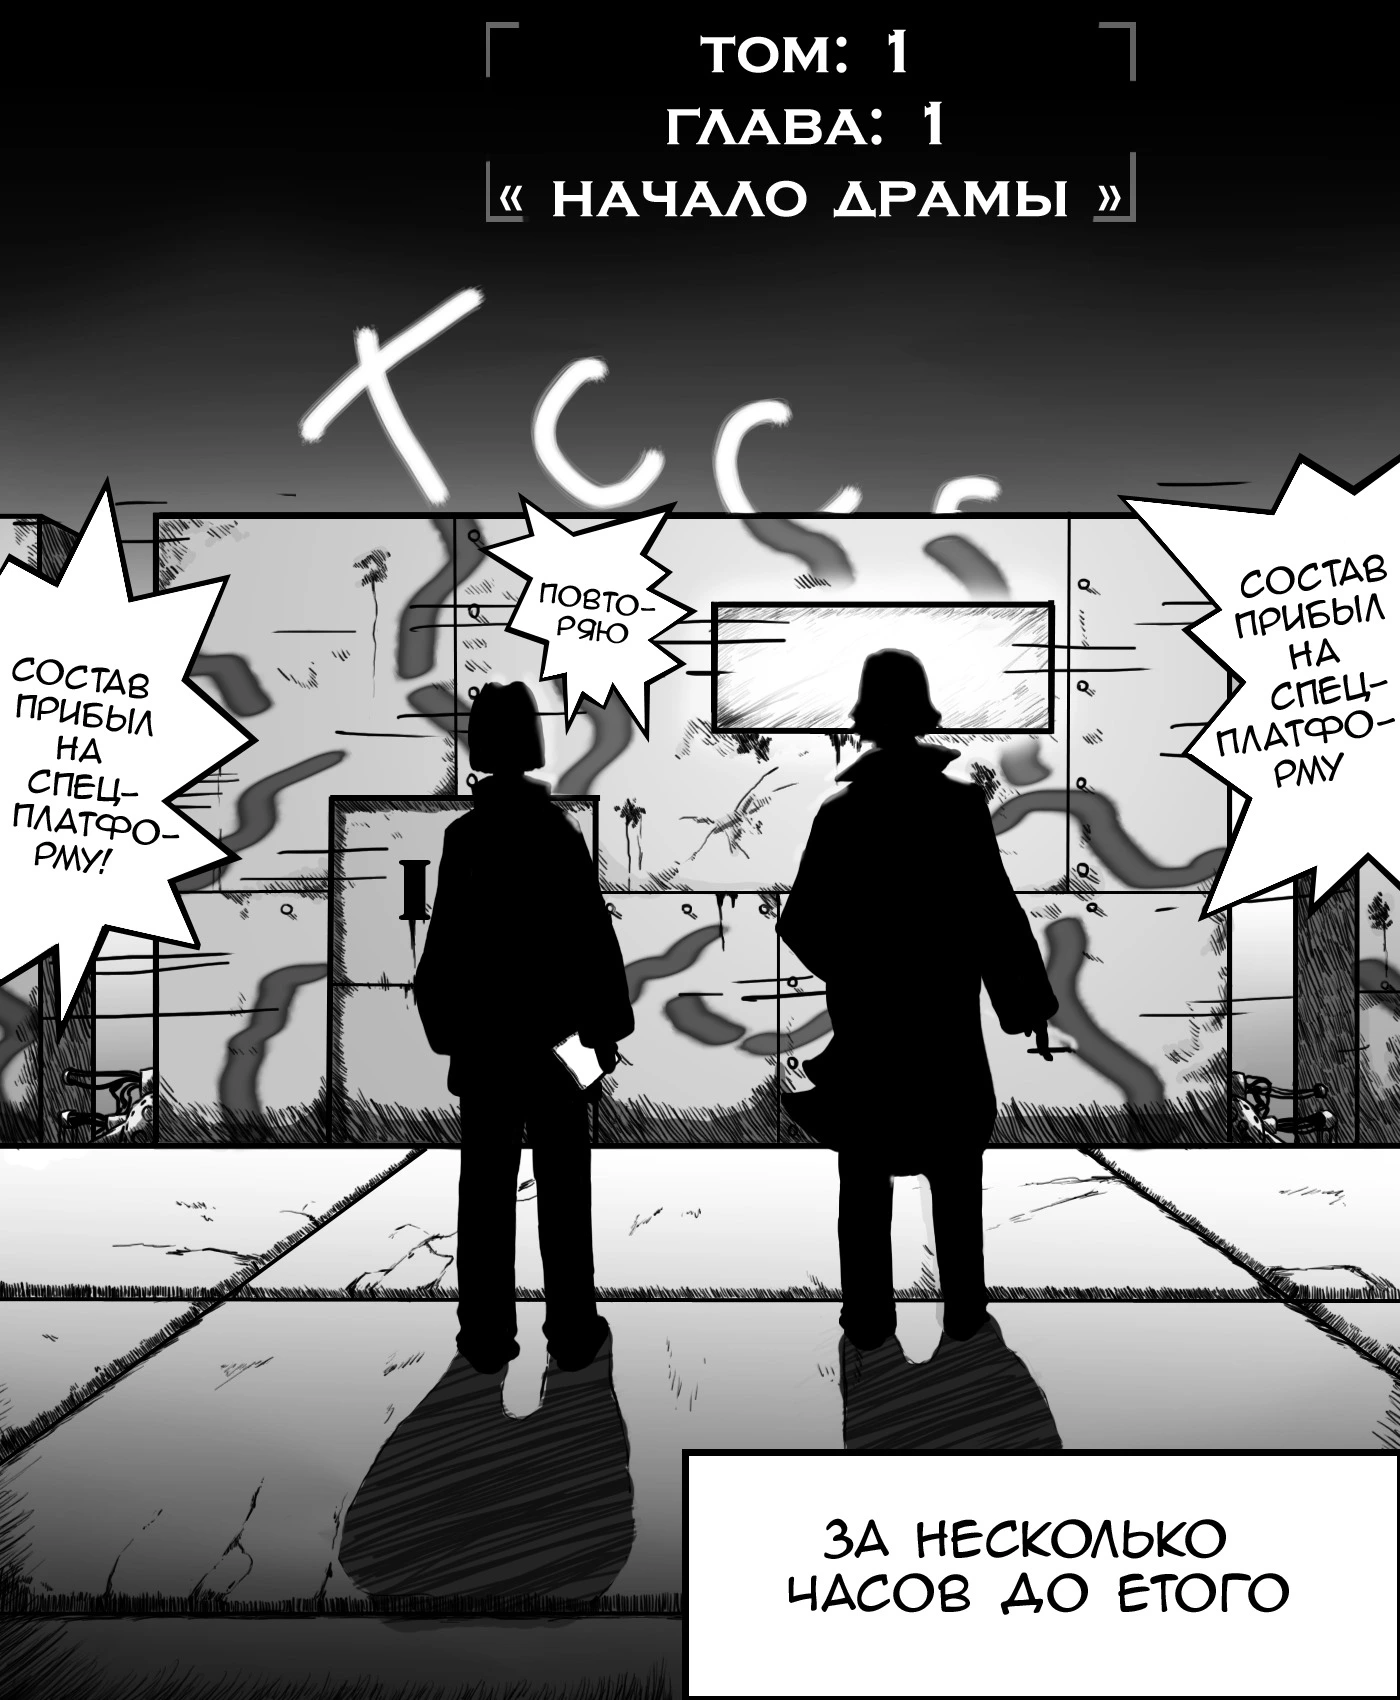 ТОМ: 1
ГЛАВА: 1
« НАЧАЛО ДРАМЫ »
ТССС
СОСТАВ
ПРИБЫЛ
НА
СПЕЦ-
ПЛАТФО-
РМУ!
ПОВТО-
РЯЮ
СОСТАВ
ПРИБЫЛ
НА
СПЕЦ-
ПЛАТФО-
РМУ
ЗА НЕСКОЛЬКО
ЧАСОВ ДО ЕТОГО